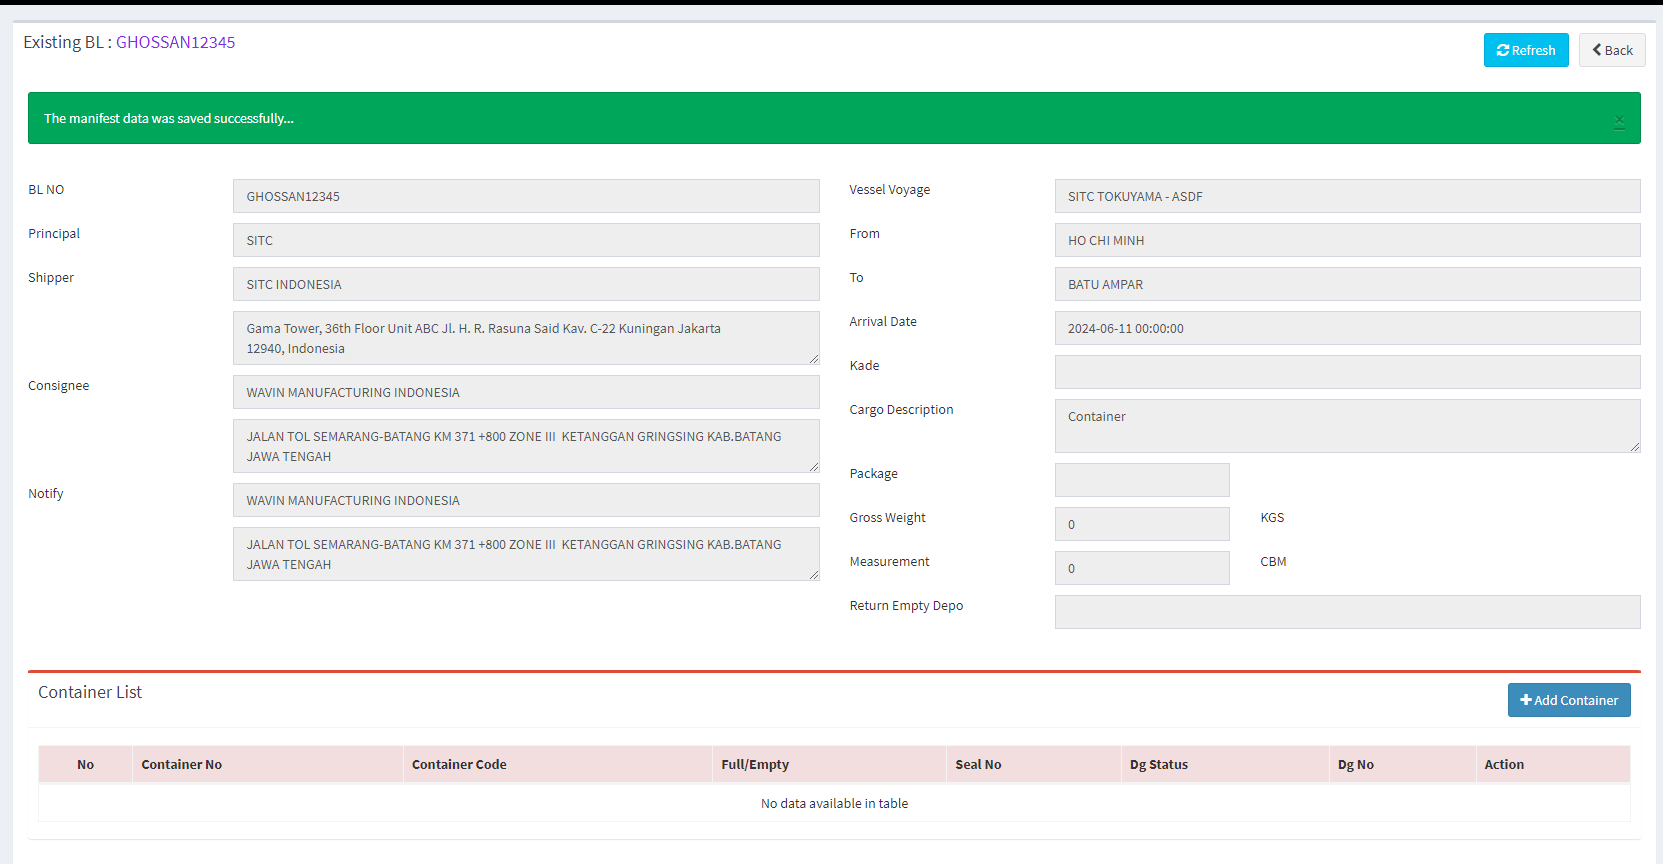 Existing BL : GHOSSAN12345
Refresh
Back
The manifest data was saved successfully...
×
BL NO
GHOSSAN12345
Principal
SITC
Shipper
SITC INDONESIA
Gama Tower, 36th Floor Unit ABC Jl. H. R. Rasuna Said Kav. C-22 Kuningan Jakarta
12940, Indonesia
Consignee
WAVIN MANUFACTURING INDONESIA
JALAN TOL SEMARANG-BATANG KM 371 +800 ZONE III  KETANGGAN GRINGSING KAB.BATANG
JAWA TENGAH
Notify
WAVIN MANUFACTURING INDONESIA
JALAN TOL SEMARANG-BATANG KM 371 +800 ZONE III  KETANGGAN GRINGSING KAB.BATANG
JAWA TENGAH
Vessel Voyage
SITC TOKUYAMA - ASDF
From
HO CHI MINH
To
BATU AMPAR
Arrival Date
2024-06-11 00:00:00
Kade
Cargo Description
Container
Package
Gross Weight
0
KGS
Measurement
0
CBM
Return Empty Depo
Container List
Add Container
No Container No Container Code Full/Empty Seal No Dg Status Dg No Action
No data available in table